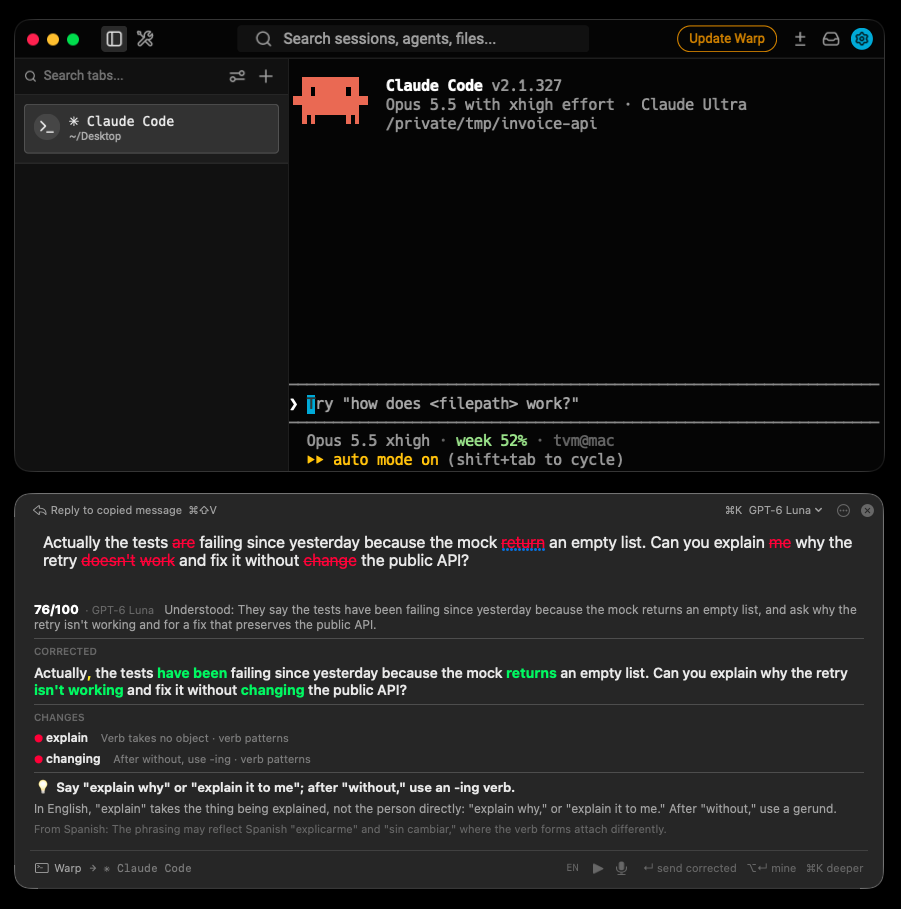 Search sessions, agents, files...
Update Warp
Search tabs...
✳ Claude Code
~/Desktop
Claude Code v2.1.327
Opus 5.5 with xhigh effort · Claude Ultra
/private/tmp/invoice-api
❯ Try "how does <filepath> work?"
Opus 5.5 xhigh · week 52% · tvm@mac
▶▶ auto mode on (shift+tab to cycle)
Reply to copied message ⌘⇧V
⌘K GPT-6 Luna
Actually the tests are failing since yesterday because the mock return an empty list. Can you explain me why the
retry doesn't work and fix it without change the public API?
76/100 · GPT-6 Luna Understood: They say the tests have been failing since yesterday because the mock returns an empty list, and ask why the
retry isn't working and for a fix that preserves the public API.
CORRECTED
Actually, the tests have been failing since yesterday because the mock returns an empty list. Can you explain why the retry
isn't working and fix it without changing the public API?
CHANGES
explain Verb takes no object · verb patterns
changing After without, use -ing · verb patterns
💡 Say "explain why" or "explain it to me"; after "without," use an -ing verb.
In English, "explain" takes the thing being explained, not the person directly: "explain why," or "explain it to me." After "without," use a gerund.
From Spanish: The phrasing may reflect Spanish "explicarme" and "sin cambiar," where the verb forms attach differently.
Warp → ✳ Claude Code
EN ▶ ↩ send corrected ⌥↩ mine ⌘K deeper